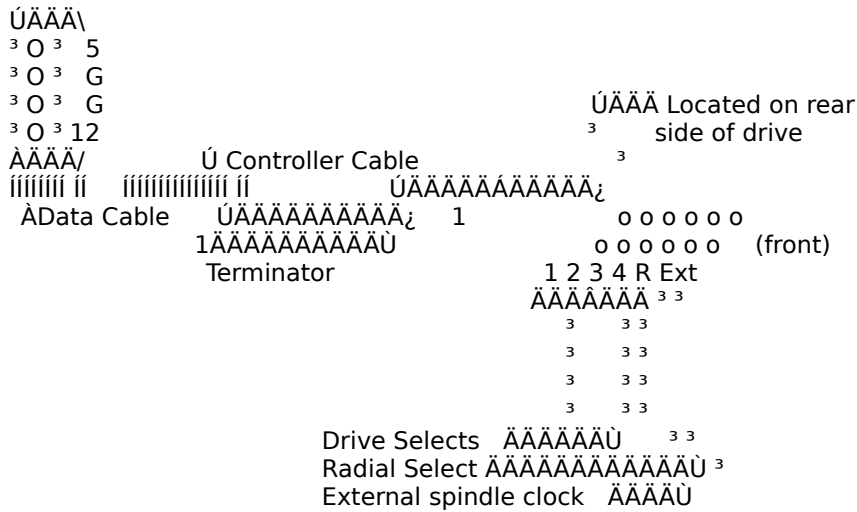 ÚÄÄÄ\
³ O ³ 5
³ O ³ G
³ O ³ G ÚÄÄÄ Located on rear
³ O ³ 12 ³ side of drive
ÀÄÄÄ/ Ú Controller Cable ³
ÍÍÍÍÍÍÍÍ ÍÍ ÍÍÍÍÍÍÍÍÍÍÍÍÍÍÍ ÍÍ ÚÄÄÄÄÄÁÄÄÄÄÄ¿
ÀData Cable ÚÄÄÄÄÄÄÄÄÄÄ¿ 1 o o o o o o
1ÄÄÄÄÄÄÄÄÄÄÙ o o o o o o (front)
Terminator 1 2 3 4 R Ext
ÄÄÄÂÄÄÄ ³ ³
³ ³ ³
³ ³ ³
³ ³ ³
³ ³ ³
Drive Selects ÄÄÄÄÄÄÙ ³ ³
Radial Select ÄÄÄÄÄÄÄÄÄÄÄÄÙ ³
External spindle clock ÄÄÄÄÙ